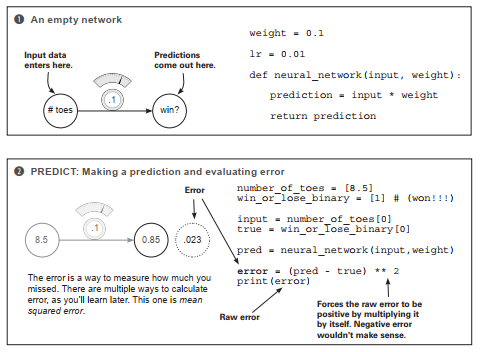 1 An empty network
Input data
enters here.
Predictions
come out here.
.1
# toes
win?
weight = 0.1
lr = 0.01
def neural_network(input, weight):
prediction = input * weight
return prediction
2 PREDICT: Making a prediction and evaluating error
Error
.1
8.5
0.85
.023
The error is a way to measure how much you
missed. There are multiple ways to calculate
error, as you'll learn later. This one is mean
squared error.
Raw error
number_of_toes = [8.5]
win_or_lose_binary = [1] # (won!!!)
input = number_of_toes[0]
true = win_or_lose_binary[0]
pred = neural_network(input,weight)
error = (pred - true) ** 2
print(error)
Forces the raw error to be
positive by multiplying it
by itself. Negative error
wouldn't make sense.